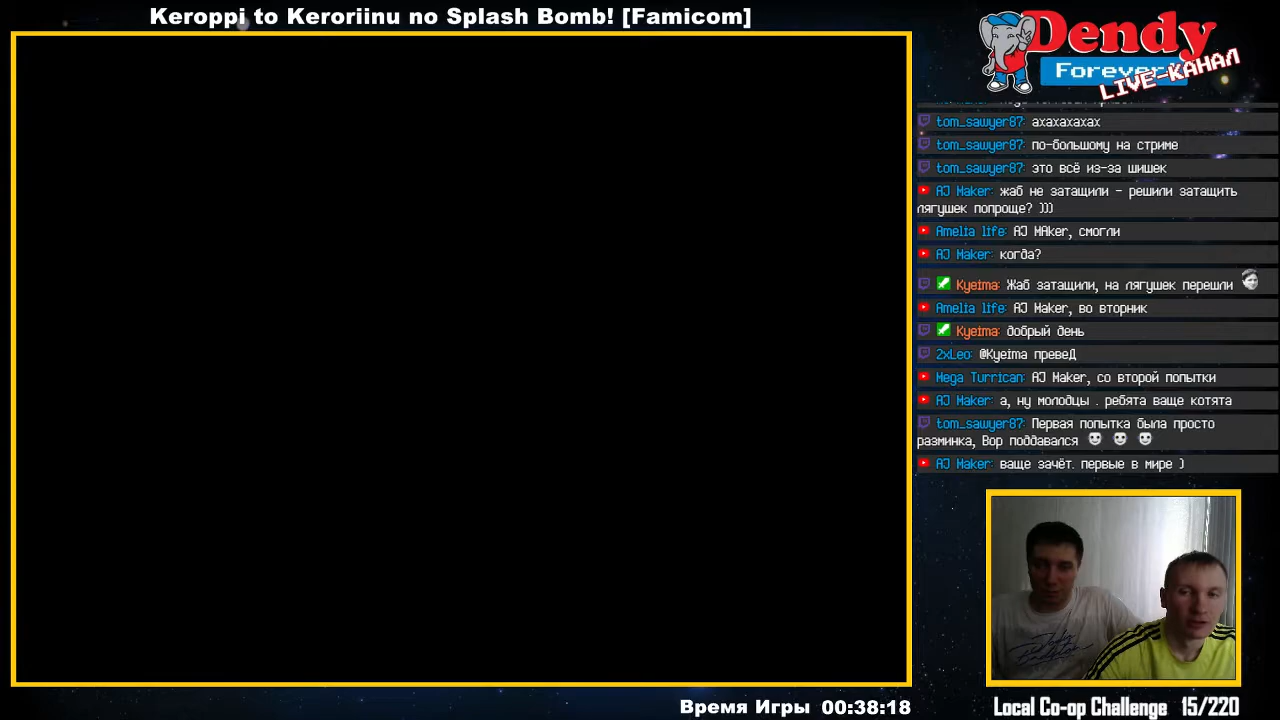 Keroppi to Keroriinu no Splash Bomb! [Famicom]
Dendy
Forever!
LIVE-КАНАЛ
tom_sawyer87: ахахахахах
tom_sawyer87: по-большому на стриме
tom_sawyer87: это всё из-за шишек
AJ Maker: жаб не затащили - решили затащить
лягушек попроще? )))
Amelia life: AJ MAker, смогли
AJ Maker: когда?
Kyeima: Жаб затащили, на лягушек перешли
Amelia life: AJ Maker, во вторник
Kyeima: добрый день
2xLeo: @Kyeima превеД
Mega Turrican: AJ Maker, со второй попытки
AJ Maker: а, ну молодцы . ребята ваще котята
tom_sawyer87: Первая попытка была просто
разминка, Вор поддавался
AJ Maker: ваще зачёт. первые в мире )
Время Игры 00:38:18
Local Co-op Challenge 15/220